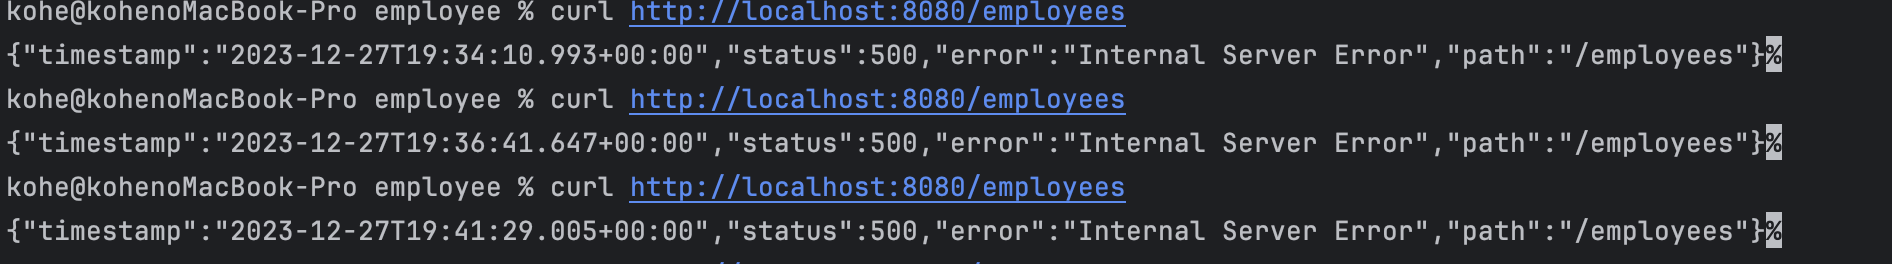 kohe@kohenoMacBook-Pro employee % curl http://localhost:8080/employees
{"timestamp":"2023-12-27T19:34:10.993+00:00","status":500,"error":"Internal Server Error","path":"/employees"}%
kohe@kohenoMacBook-Pro employee % curl http://localhost:8080/employees
{"timestamp":"2023-12-27T19:36:41.647+00:00","status":500,"error":"Internal Server Error","path":"/employees"}%
kohe@kohenoMacBook-Pro employee % curl http://localhost:8080/employees
{"timestamp":"2023-12-27T19:41:29.005+00:00","status":500,"error":"Internal Server Error","path":"/employees"}%